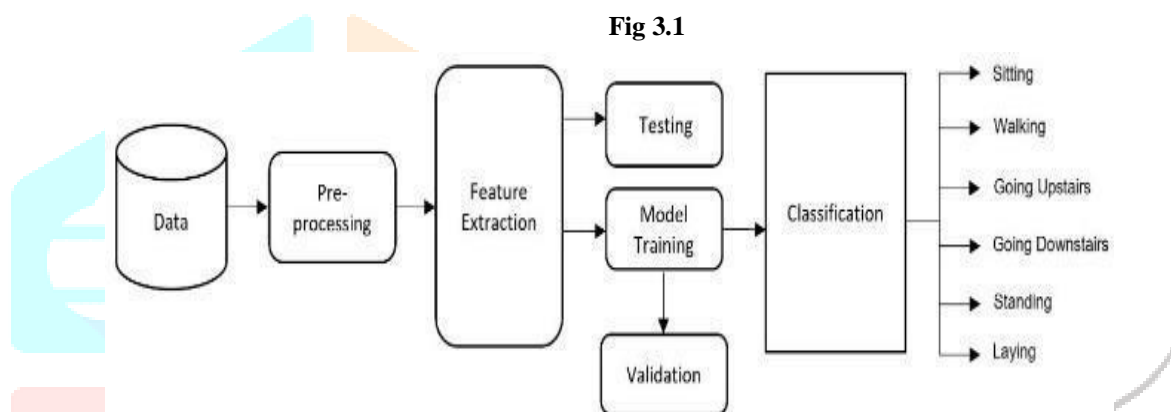 Fig 3.1
Data
Pre-
processing
Feature
Extraction
Testing
Model
Training
Validation
Classification
Sitting
Walking
Going Upstairs
Going Downstairs
Standing
Laying